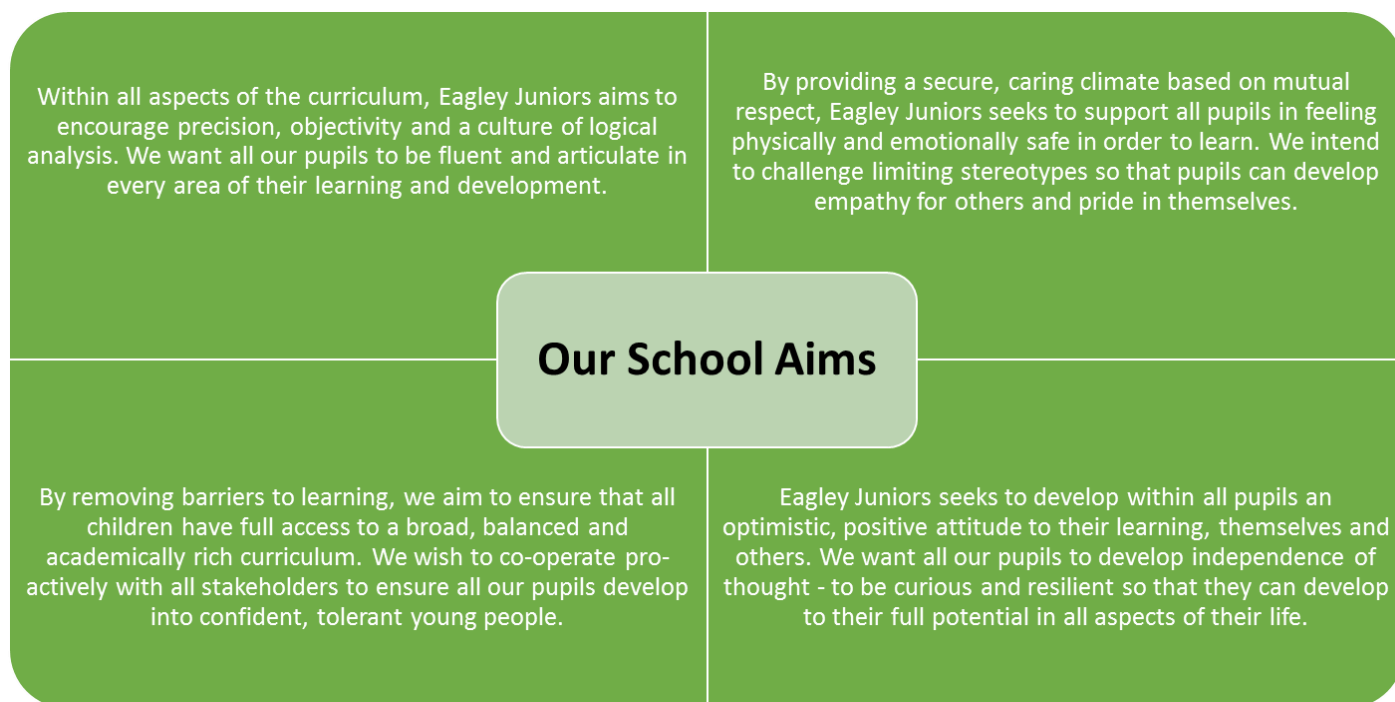 Within all aspects of the curriculum, Eagley Juniors aims to
encourage precision, objectivity and a culture of logical
analysis. We want all our pupils to be fluent and articulate in
every area of their learning and development.
By providing a secure, caring climate based on mutual
respect, Eagley Juniors seeks to support all pupils in feeling
physically and emotionally safe in order to learn. We intend
to challenge limiting stereotypes so that pupils can develop
empathy for others and pride in themselves.
Our School Aims
By removing barriers to learning, we aim to ensure that all
children have full access to a broad, balanced and
academically rich curriculum. We wish to co-operate pro-
actively with all stakeholders to ensure all our pupils develop
into confident, tolerant young people.
Eagley Juniors seeks to develop within all pupils an
optimistic, positive attitude to their learning, themselves and
others. We want all our pupils to develop independence of
thought - to be curious and resilient so that they can develop
to their full potential in all aspects of their life.